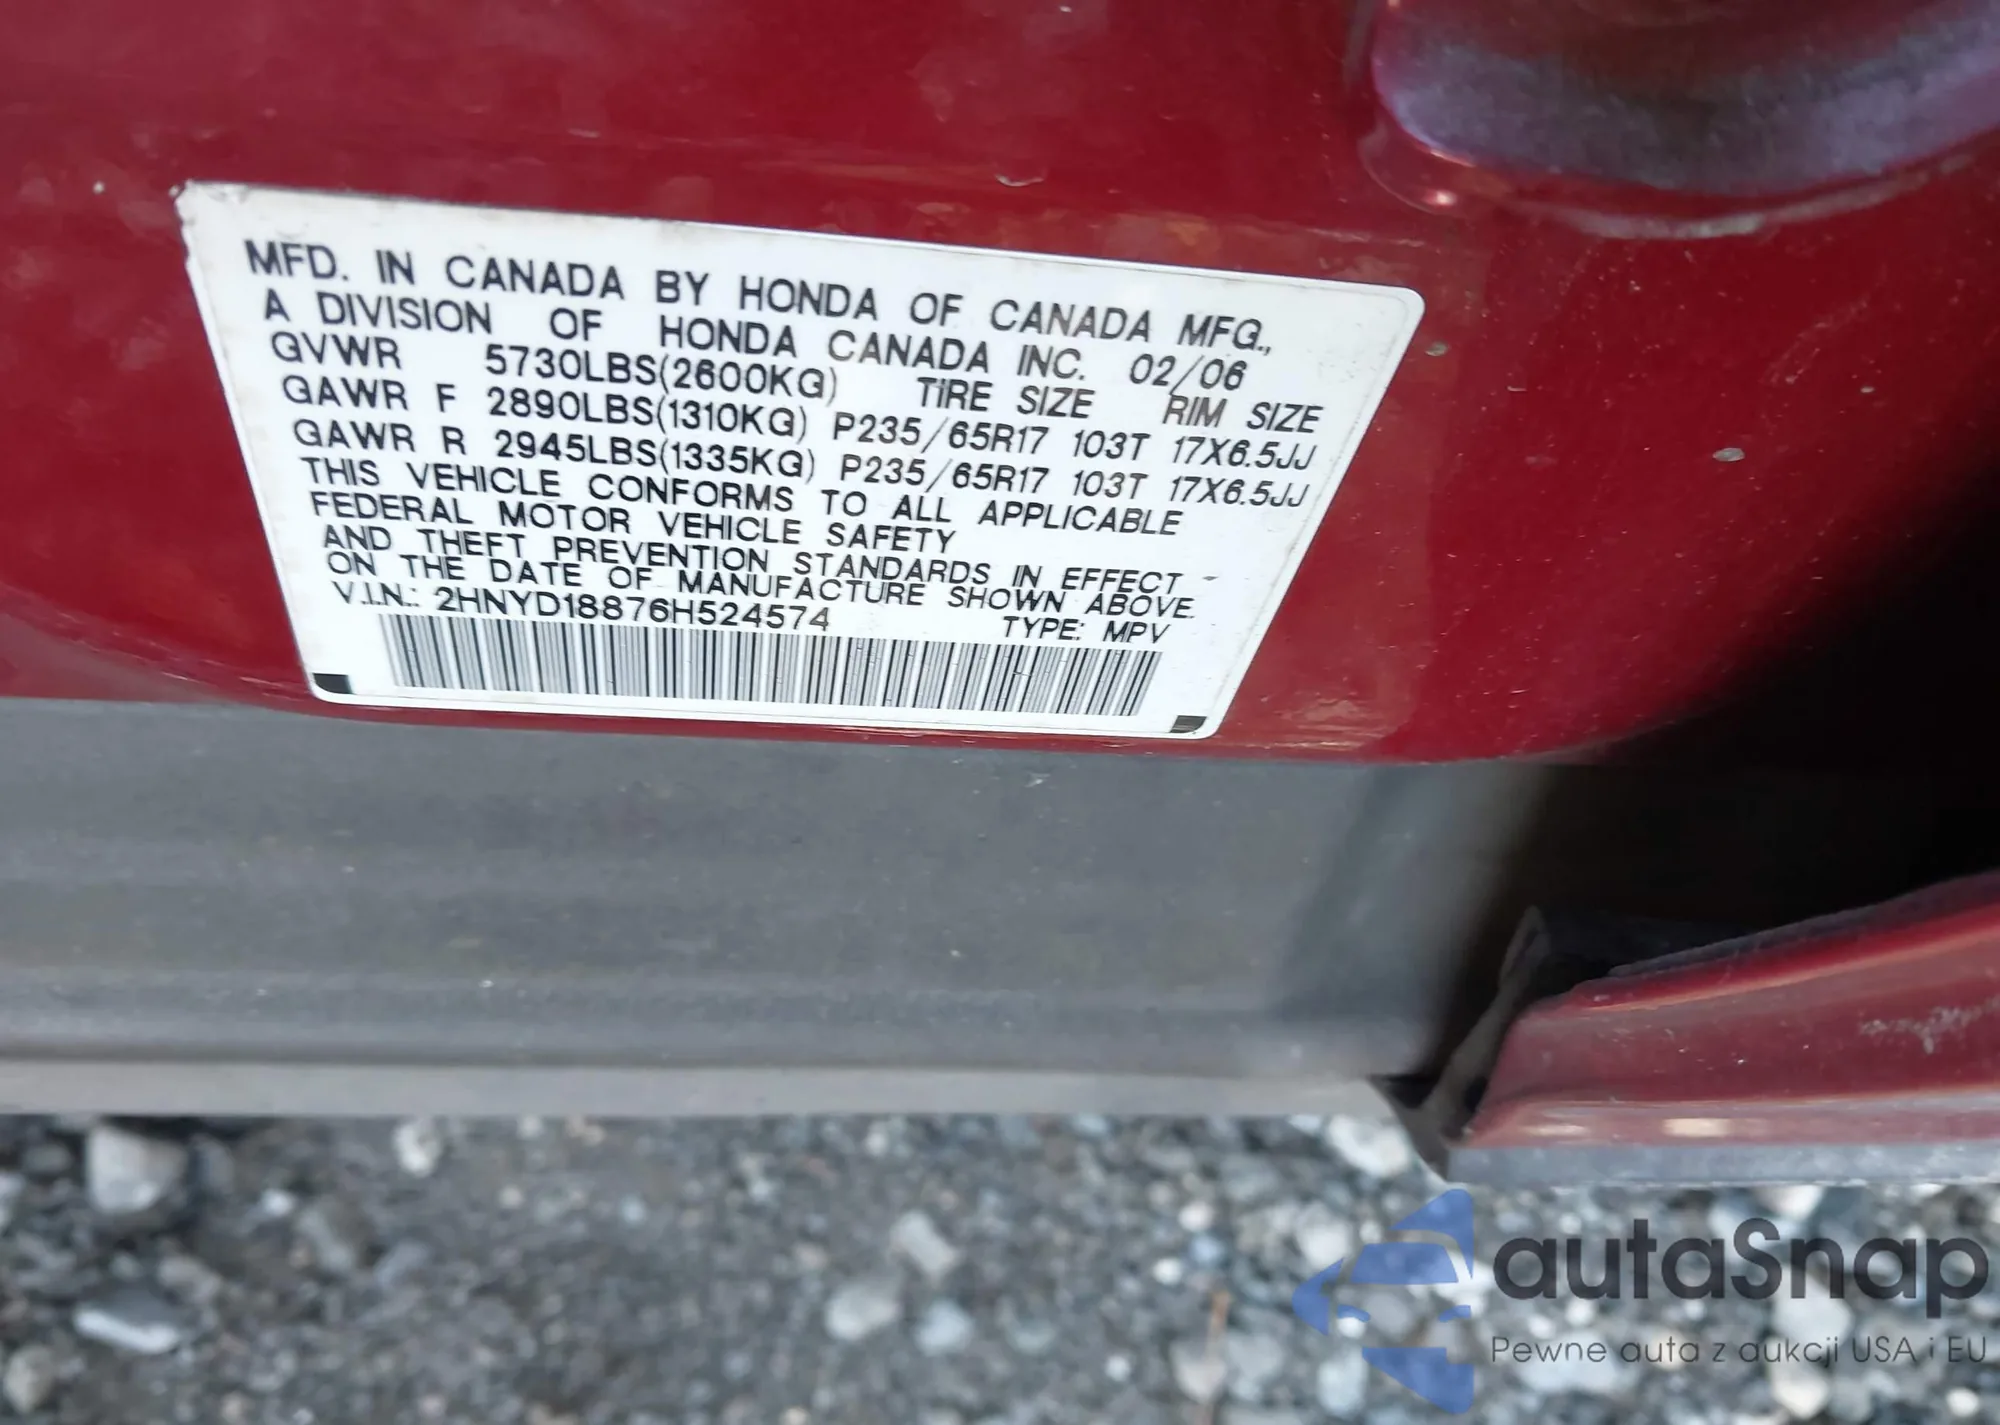 MFD. IN CANADA BY HONDA OF CANADA MFG.,
A DIVISION OF HONDA CANADA INC. 02/06
GVWR 5730LBS(2600KG) TIRE SIZE RIM SIZE
GAWR F 2890LBS(1310KG) P235/65R17 103T 17X6.5JJ
GAWR R 2945LBS(1335KG) P235/65R17 103T 17X6.5JJ
THIS VEHICLE CONFORMS TO ALL APPLICABLE
FEDERAL MOTOR VEHICLE SAFETY
AND THEFT PREVENTION STANDARDS IN EFFECT
ON THE DATE OF MANUFACTURE SHOWN ABOVE.
V.I.N.: 2HNYD18876H524574 TYPE: MPV
autaSnap
Pewne auta z aukcji USA i EU